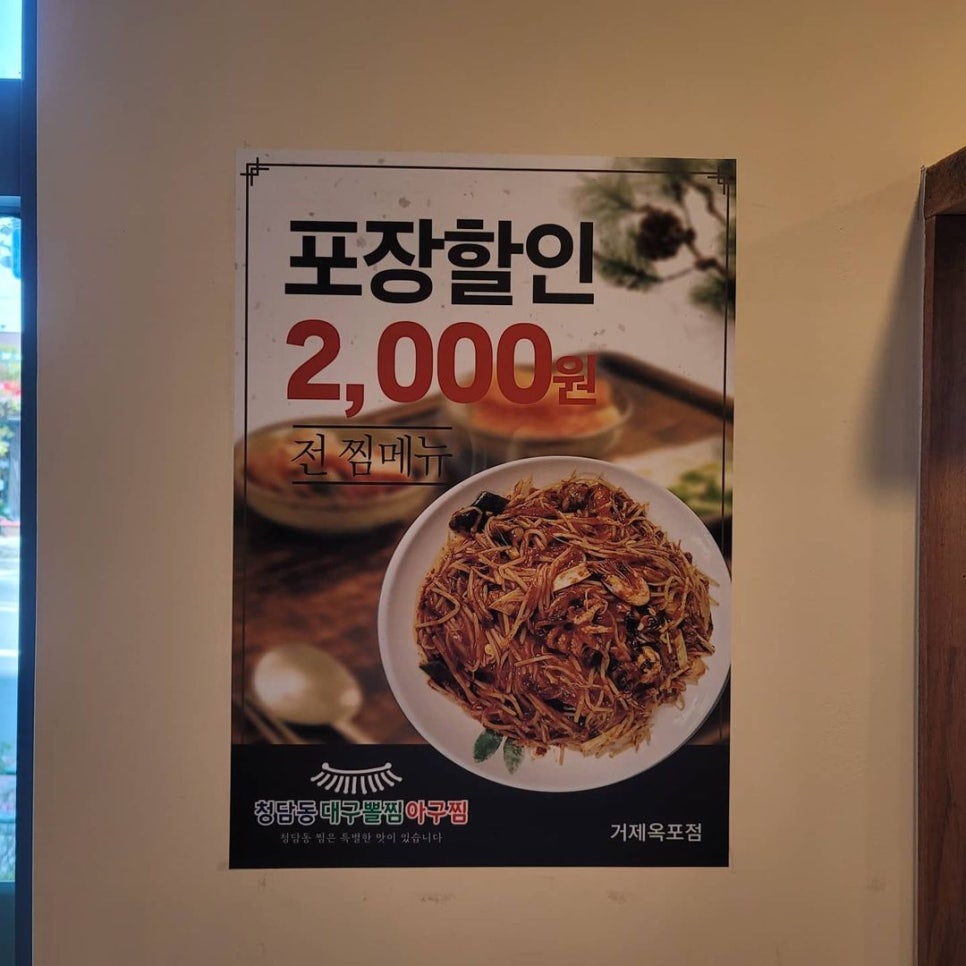 포장할인
2,000원
전 찜메뉴
청담동 대구뽈찜 아구찜
청담동 찜은 특별한 맛이 있습니다
거제옥포점